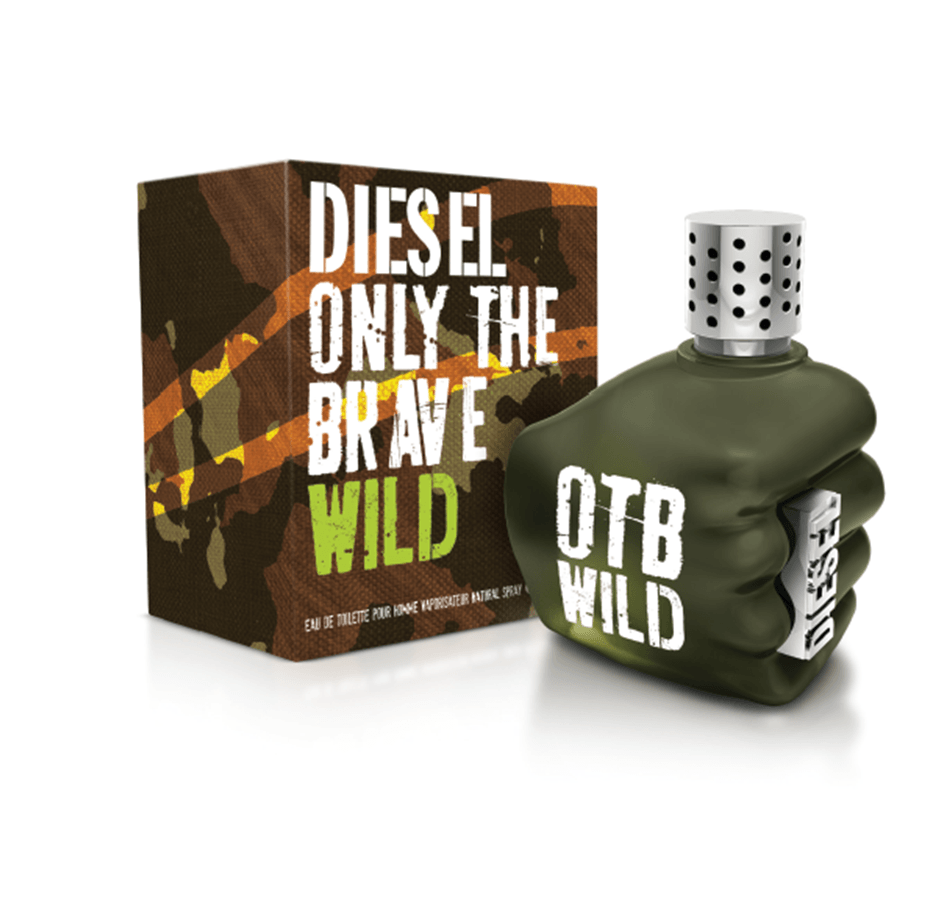 DIESEL
ONLY THE
BRAVE
WILD
EAU DE TOILETTE POUR HOMME VAPORISATEUR NATURAL SPRAY
OTB
WILD
DIESEL